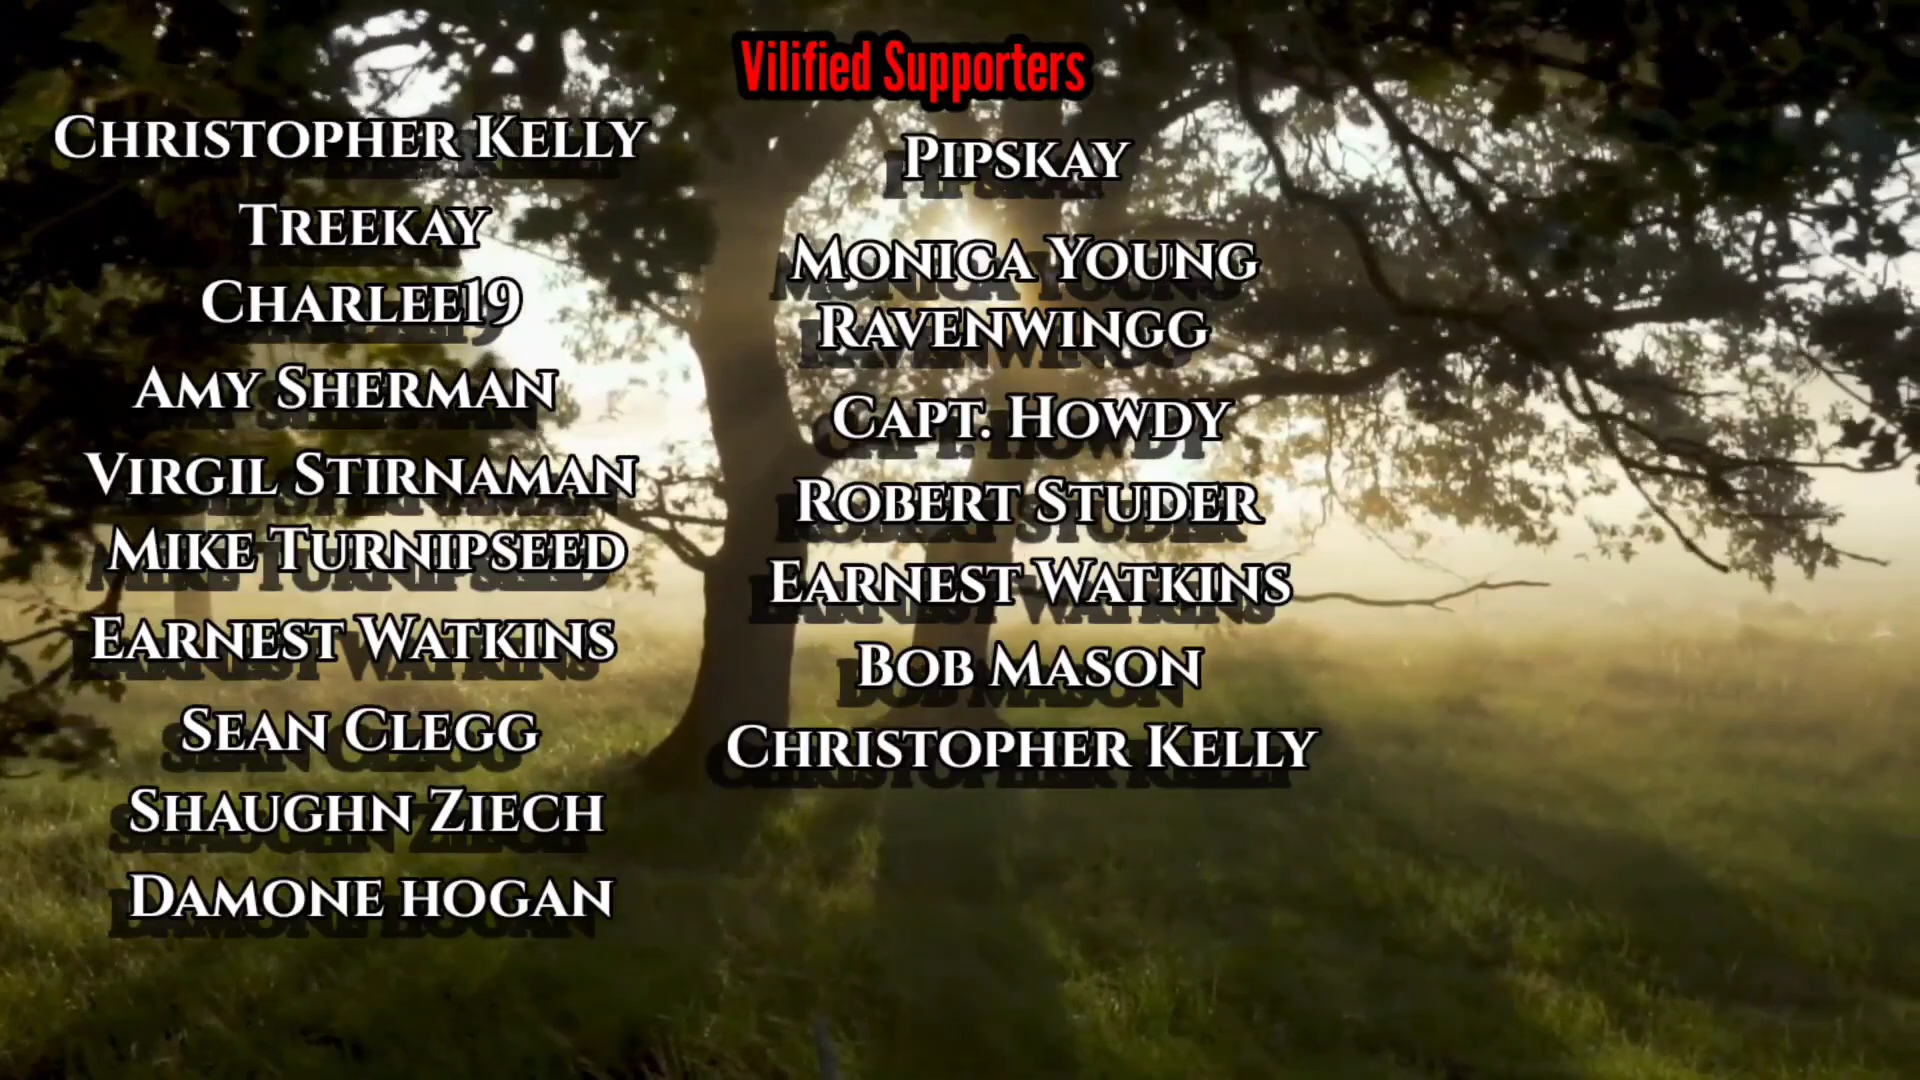 Vilified Supporters
Christopher Kelly
Treekay
Charlee19
Amy Sherman
Virgil Stirnaman
Mike Turnipseed
Earnest Watkins
Sean Clegg
Shaughn Ziech
Damone hogan
Pipskay
Monica Young
Ravenwingg
Capt. Howdy
Robert Studer
Earnest Watkins
Bob Mason
Christopher Kelly